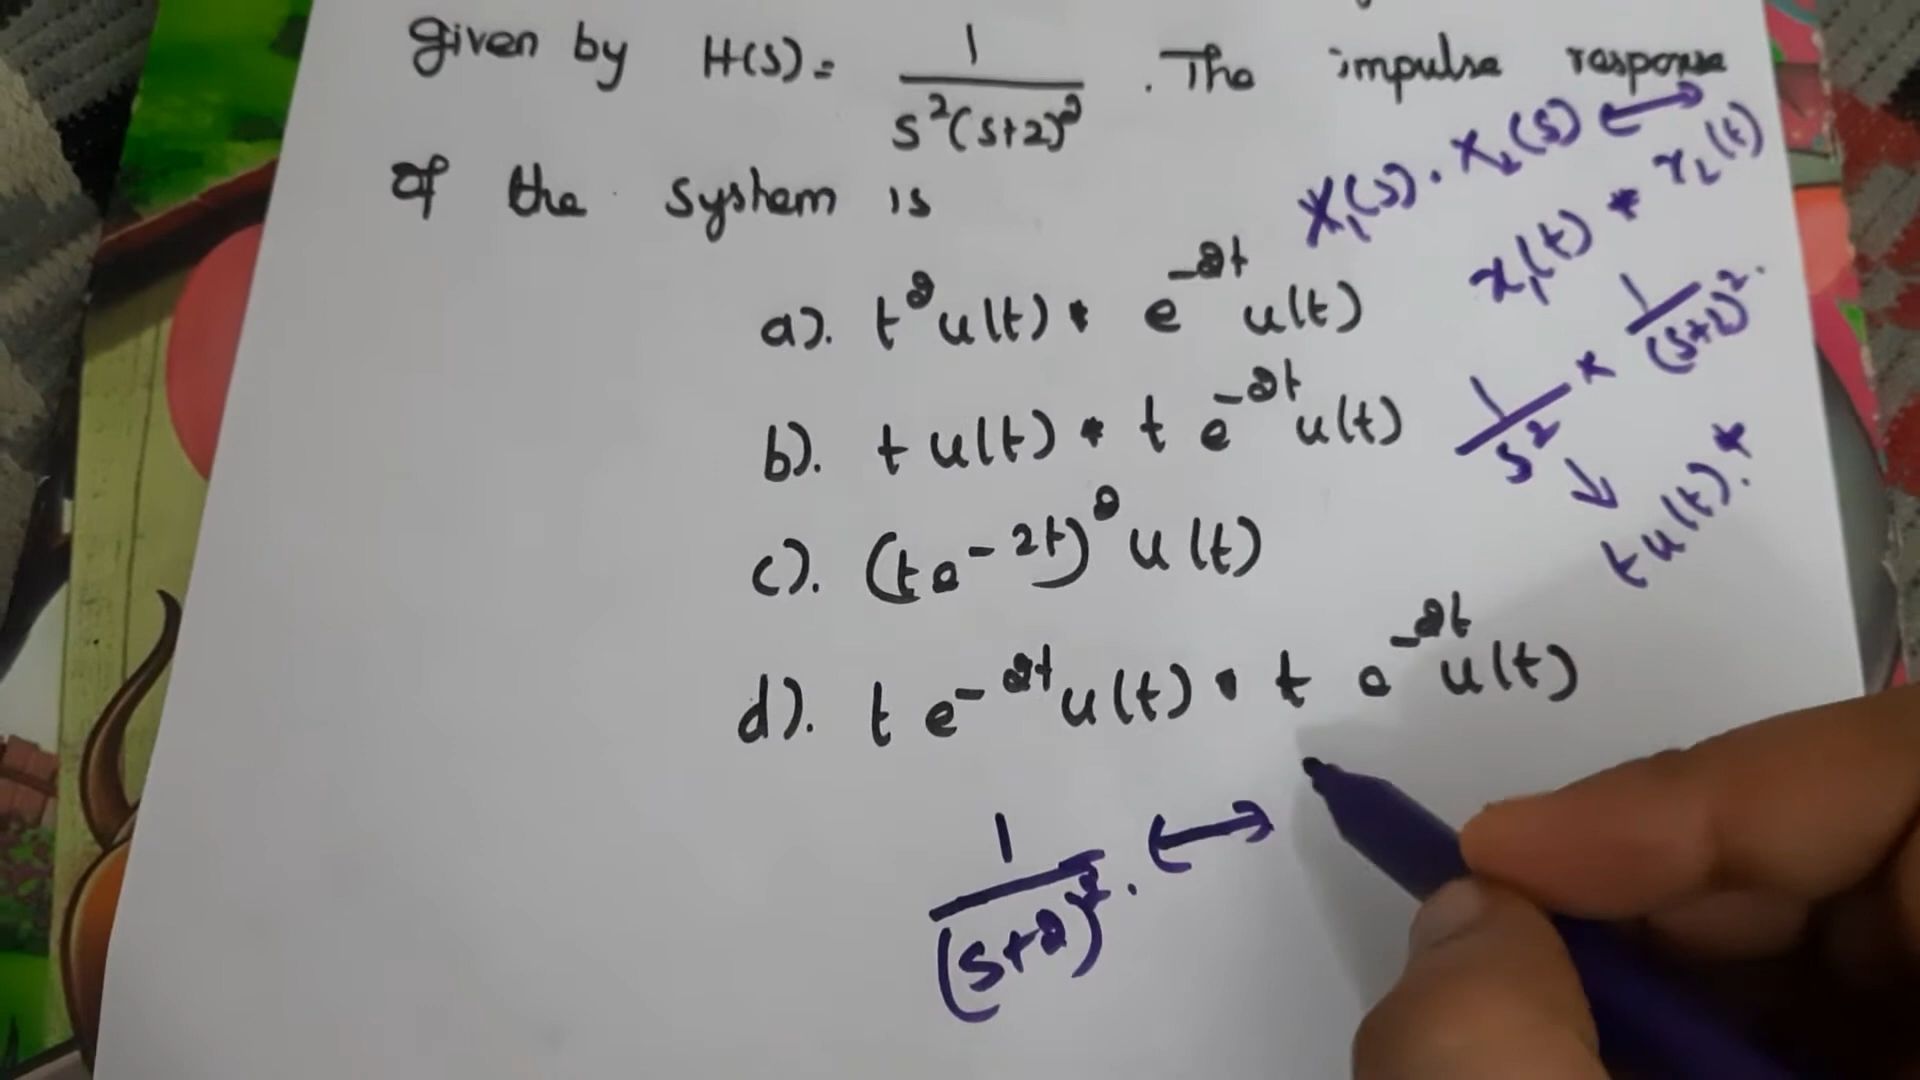 given by H(s) = 1 / s²(s+2)² . The impulse response
of the system is
a). t²u(t) * e^-2t u(t)
b). t u(t) * t e^-2t u(t)
c). (te-2t)² u(t)
d). t e^-2t u(t) * t e^-2t u(t)
X₁(s) . X₂(s) ↔
x₁(t) * x₂(t)
1/s² * 1/(s+2)² .
↓
t u(t) . *
1/(s+2)² . ↔